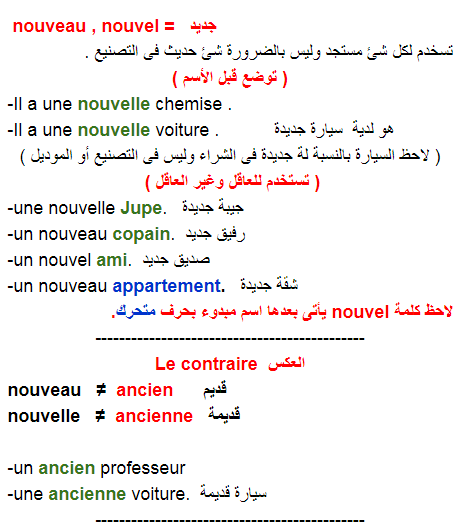 nouveau , nouvel = جديد
تسخدم لكل شئ مستجد وليس بالضرورة شئ حديث فى التصنيع .
( توضع قبل الأسم )
-Il a une nouvelle chemise .
-Il a une nouvelle voiture . هو لدية سيارة جديدة
( لاحظ السيارة بالنسبة لة جديدة فى الشراء وليس فى التصنيع أو الموديل )
( تستخدم للعاقل وغير العاقل )
-une nouvelle Jupe. جيبة جديدة
-un nouveau copain. رفيق جديد
-un nouvel ami. صديق جديد
-un nouveau appartement. شقة جديدة
لاحظ كلمة nouvel يأتى بعدها اسم مبدوء بحرف متحرك.
------------------------------------------------
Le contraire العكس
nouveau ≠ ancien قديم
nouvelle ≠ ancienne قديمة
-un ancien professeur
-une ancienne voiture. سيارة قديمة
------------------------------------------------